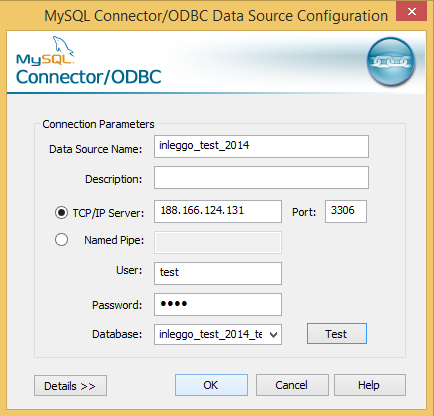 MySQL Connector/ODBC Data Source Configuration
MySQL
Connector/ODBC
Connection Parameters
Data Source Name: inleggo_test_2014
Description:
TCP/IP Server: 188.166.124.131 Port: 3306
Named Pipe:
User: test
Password: ••••
Database: inleggo_test_2014_te Test
Details >> OK Cancel Help